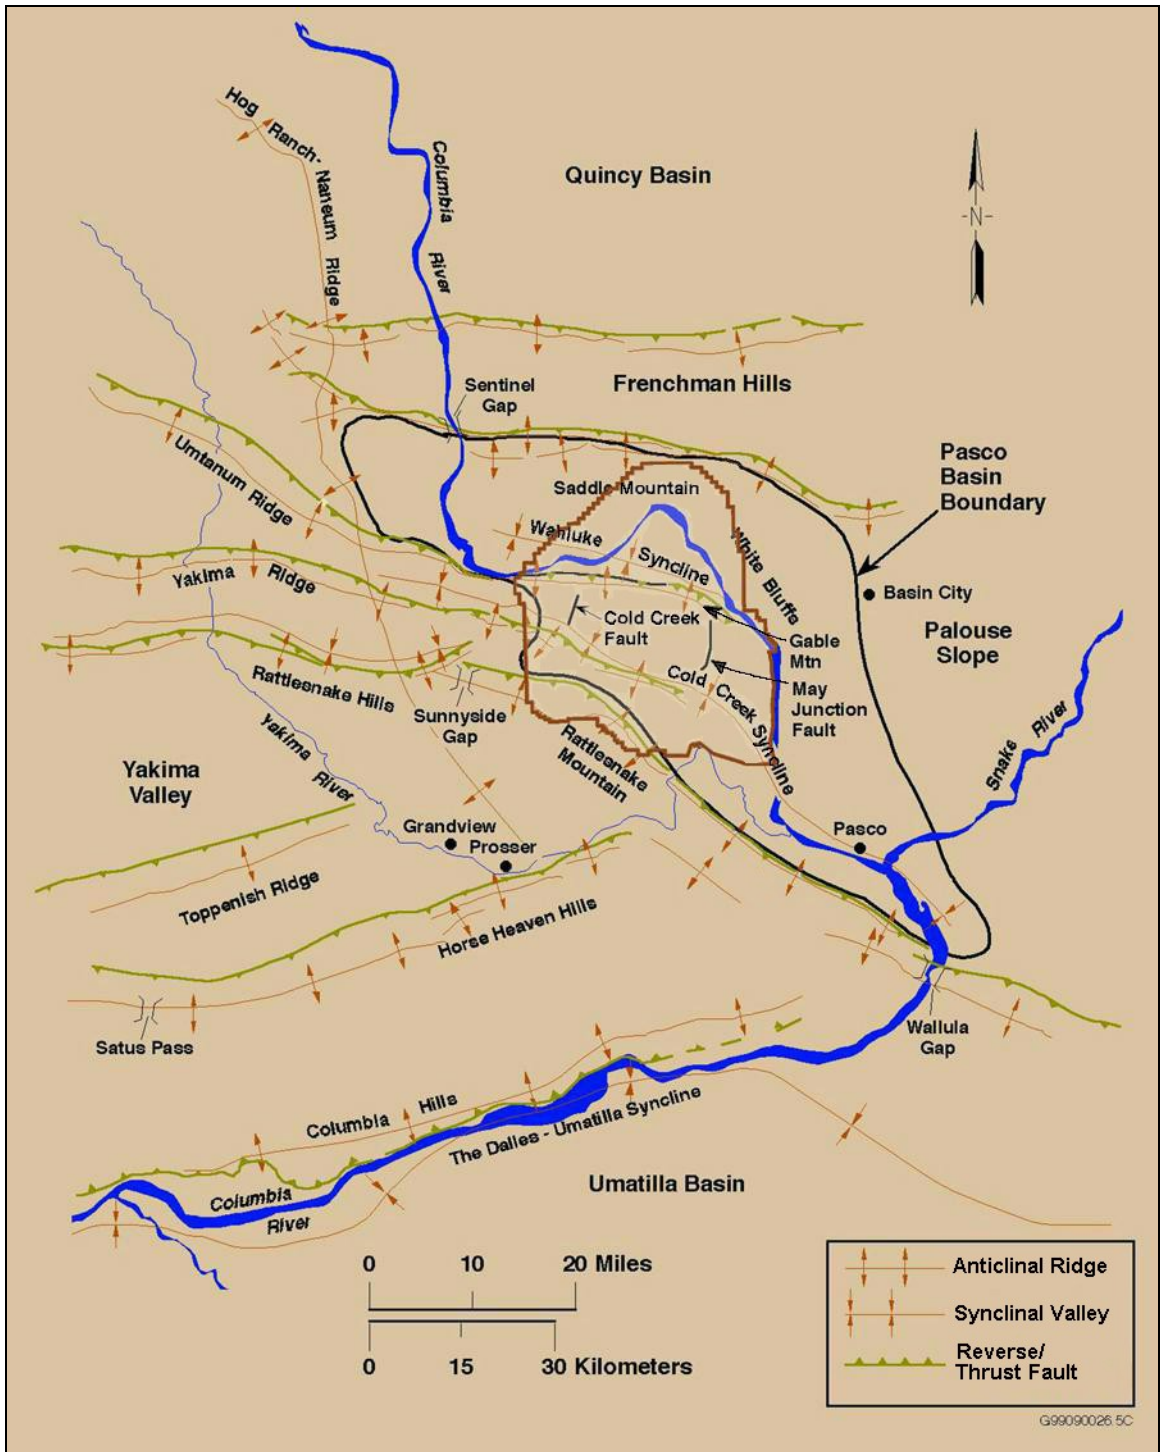 Hog Ranch-Naneum Ridge
Columbia River
Quincy Basin
-N-
Sentinel
Gap
Frenchman Hills
Pasco
Basin
Boundary
Umtanum Ridge
Saddle Mountain
Wahluke Syncline
White Bluffs
Yakima Ridge
Basin City
Cold Creek
Fault
Gable
Mtn
Palouse
Slope
Cold Creek Syncline
May
Junction
Fault
Rattlesnake Hills
Sunnyside
Gap
Snake River
Yakima River
Rattlesnake
Mountain
Yakima
Valley
Pasco
Grandview
Prosser
Toppenish Ridge
Horse Heaven Hills
Satus Pass
Wallula
Gap
Columbia Hills
The Dalles - Umatilla Syncline
Columbia
River
Umatilla Basin
0 10 20 Miles
0 15 30 Kilometers
Anticlinal Ridge
Synclinal Valley
Reverse/
Thrust Fault
G99090026.5C